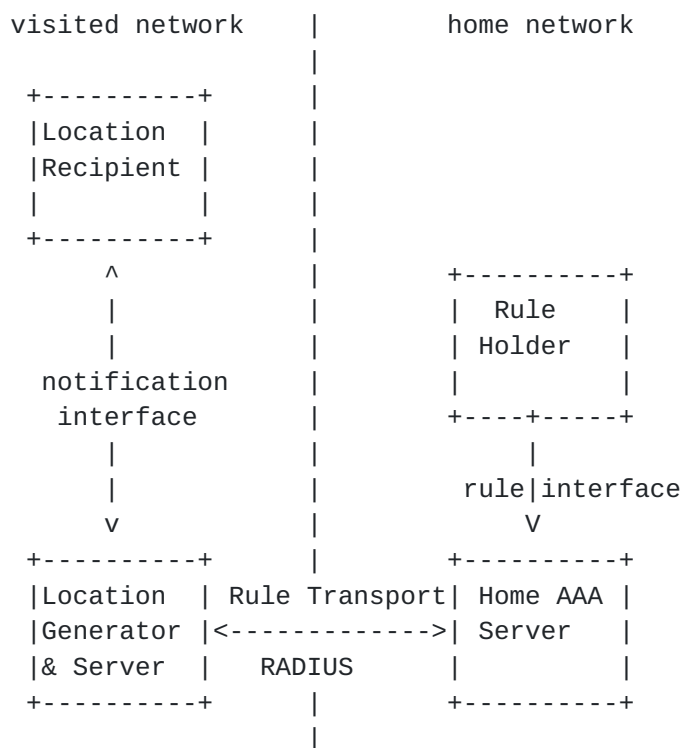 visited network    |        home network
                     |
 +----------+      |
 |Location  |      |
 |Recipient |      |
 |          |      |
 +----------+      |
      ^            |        +----------+
      |            |        |  Rule    |
      |            |        | Holder   |
  notification     |        |          |
   interface       |        +----+-----+
      |            |             |
      |            |         rule|interface
      v            |             V
 +----------+      |        +----------+
 |Location  | Rule Transport| Home AAA |
 |Generator |<------------->| Server   |
 |& Server  |   RADIUS      |          |
 +----------+      |        +----------+
                   |